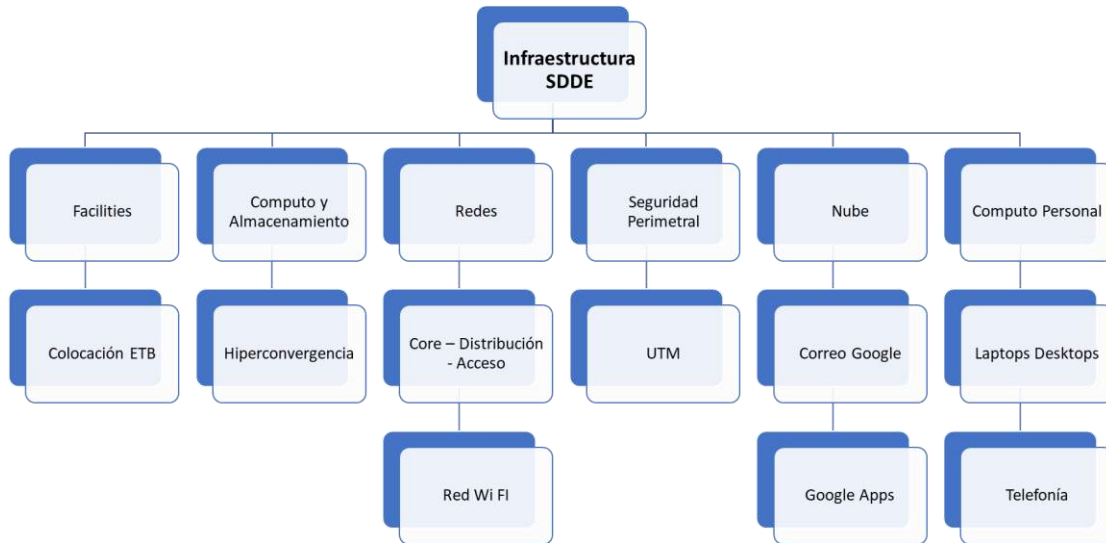 Infraestructura
SDDE
Facilities
Computo y
Almacenamiento
Redes
Seguridad
Perimetral
Nube
Computo Personal
Colocación ETB
Hiperconvergencia
Core – Distribución
- Acceso
UTM
Correo Google
Laptops Desktops
Red Wi FI
Google Apps
Telefonía